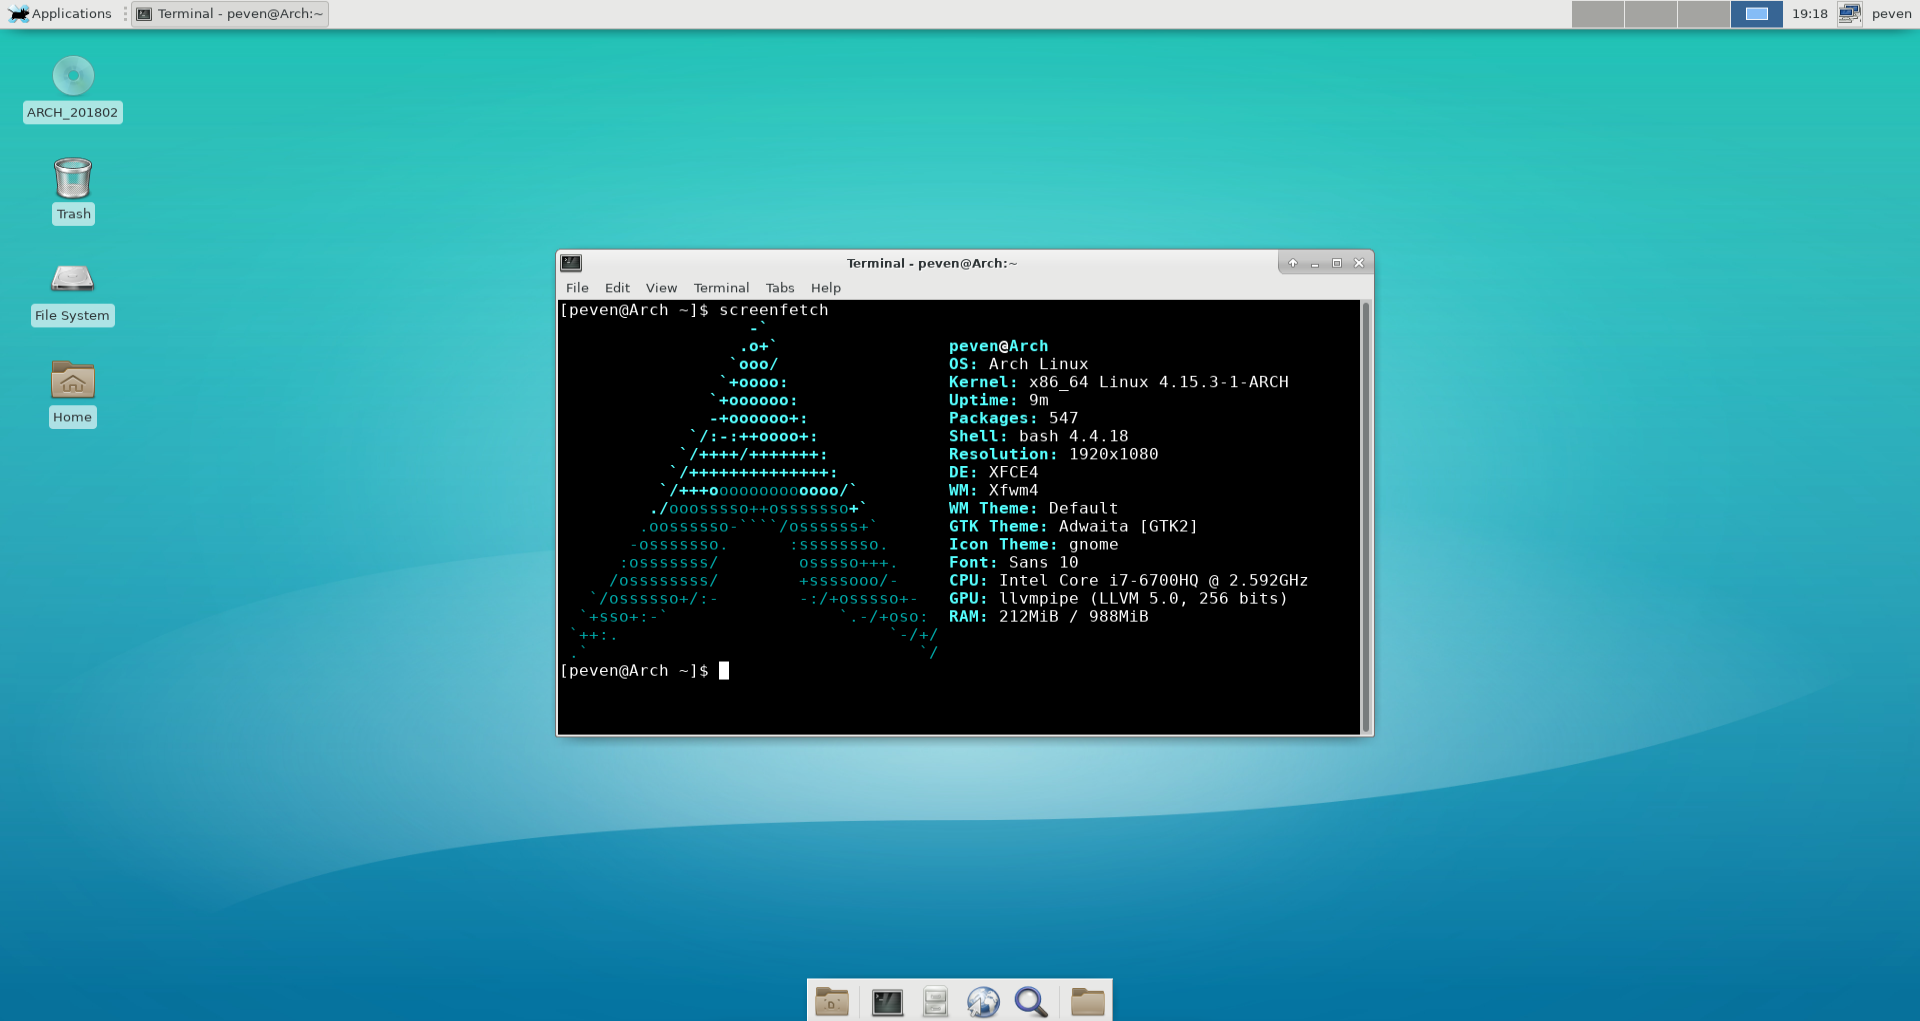 Applications
Terminal - peven@Arch:~
19:18
peven
ARCH_201802
Trash
File System
Home
Terminal - peven@Arch:~
File Edit View Terminal Tabs Help
[peven@Arch ~]$ screenfetch
-`
.o+` peven@Arch
`ooo/ OS: Arch Linux
`+oooo: Kernel: x86_64 Linux 4.15.3-1-ARCH
`+oooooo: Uptime: 9m
-+oooooo+: Packages: 547
`/:-:++oooo+: Shell: bash 4.4.18
`/++++/+++++++: Resolution: 1920x1080
`/++++++++++++++: DE: XFCE4
`/+++ooooooooooooo/` WM: Xfwm4
./ooosssso++osssssso+` WM Theme: Default
.oossssso-````/ossssss+` GTK Theme: Adwaita [GTK2]
-osssssso. :ssssssso. Icon Theme: gnome
:osssssss/ osssso+++. Font: Sans 10
/ossssssss/ +ssssooo/- CPU: Intel Core i7-6700HQ @ 2.592GHz
`/ossssso+/:- -:/+osssso+- GPU: llvmpipe (LLVM 5.0, 256 bits)
`+sso+:-` `.-/+oso: RAM: 212MiB / 988MiB
`++:. `-/+/
.` `/
[peven@Arch ~]$